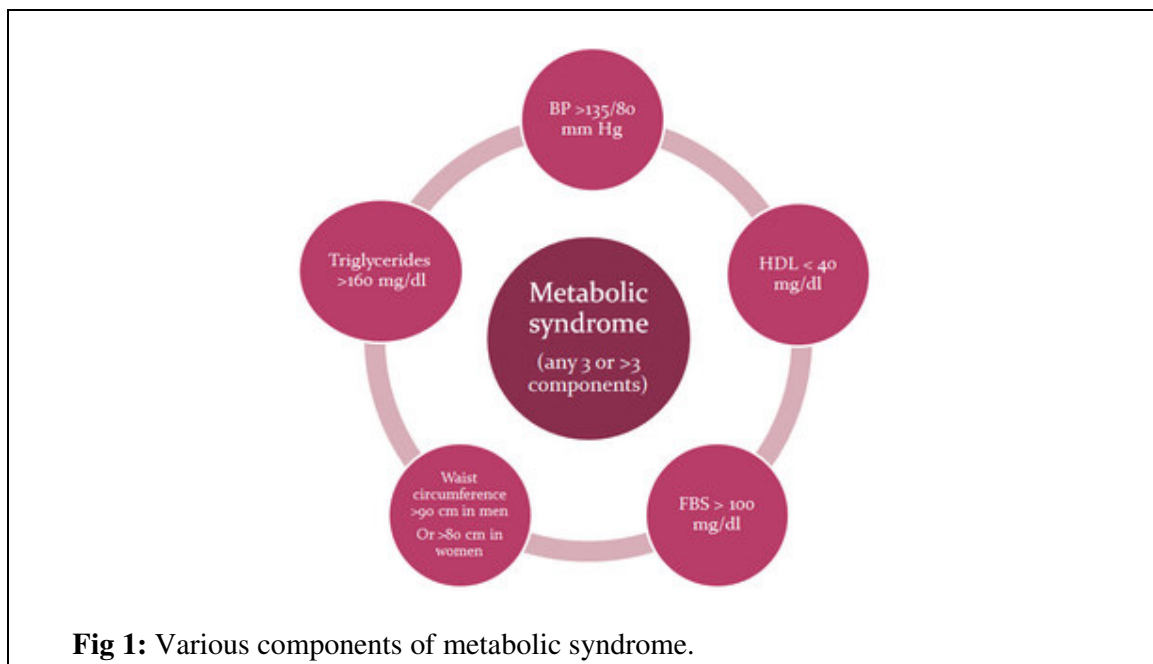 BP >135/80
mm Hg
Triglycerides
>160 mg/dl
HDL < 40
mg/dl
Metabolic
syndrome
(any 3 or >3
components)
Waist
circumference
>90 cm in men
Or >80 cm in
women
FBS > 100
mg/dl
Fig 1: Various components of metabolic syndrome.